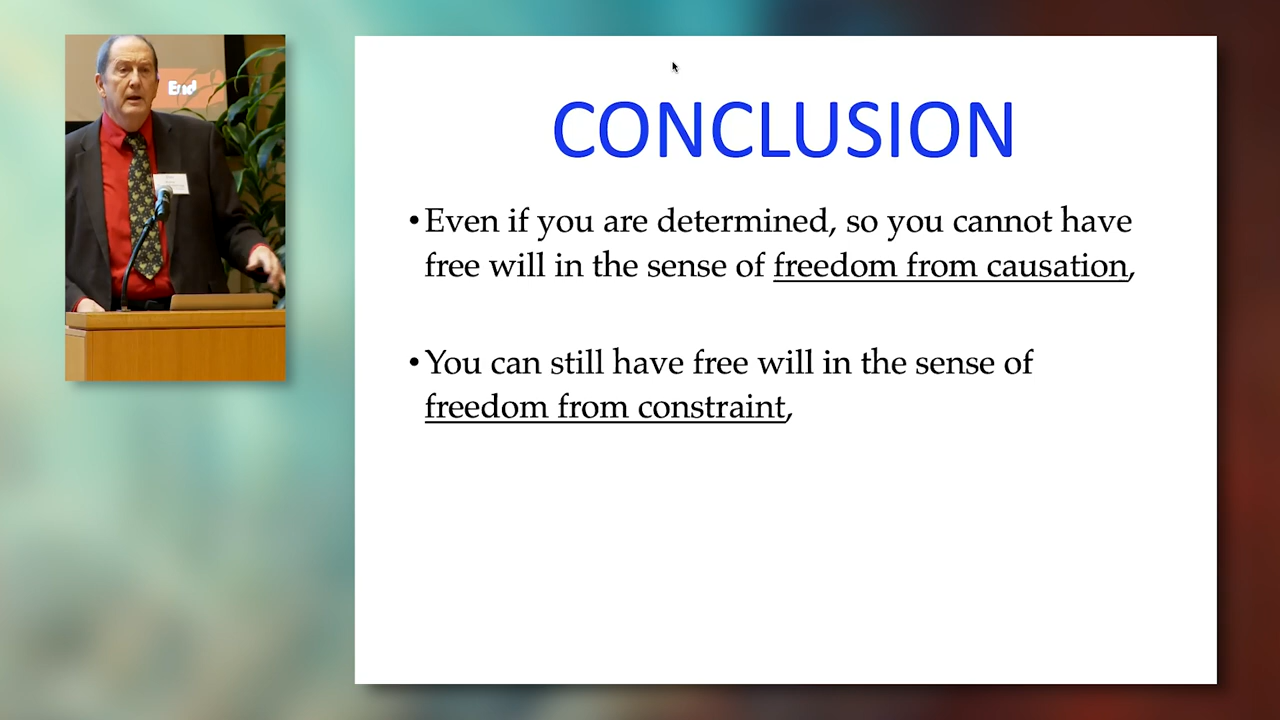 End
CONCLUSION
•Even if you are determined, so you cannot have
free will in the sense of freedom from causation,
•You can still have free will in the sense of
freedom from constraint,